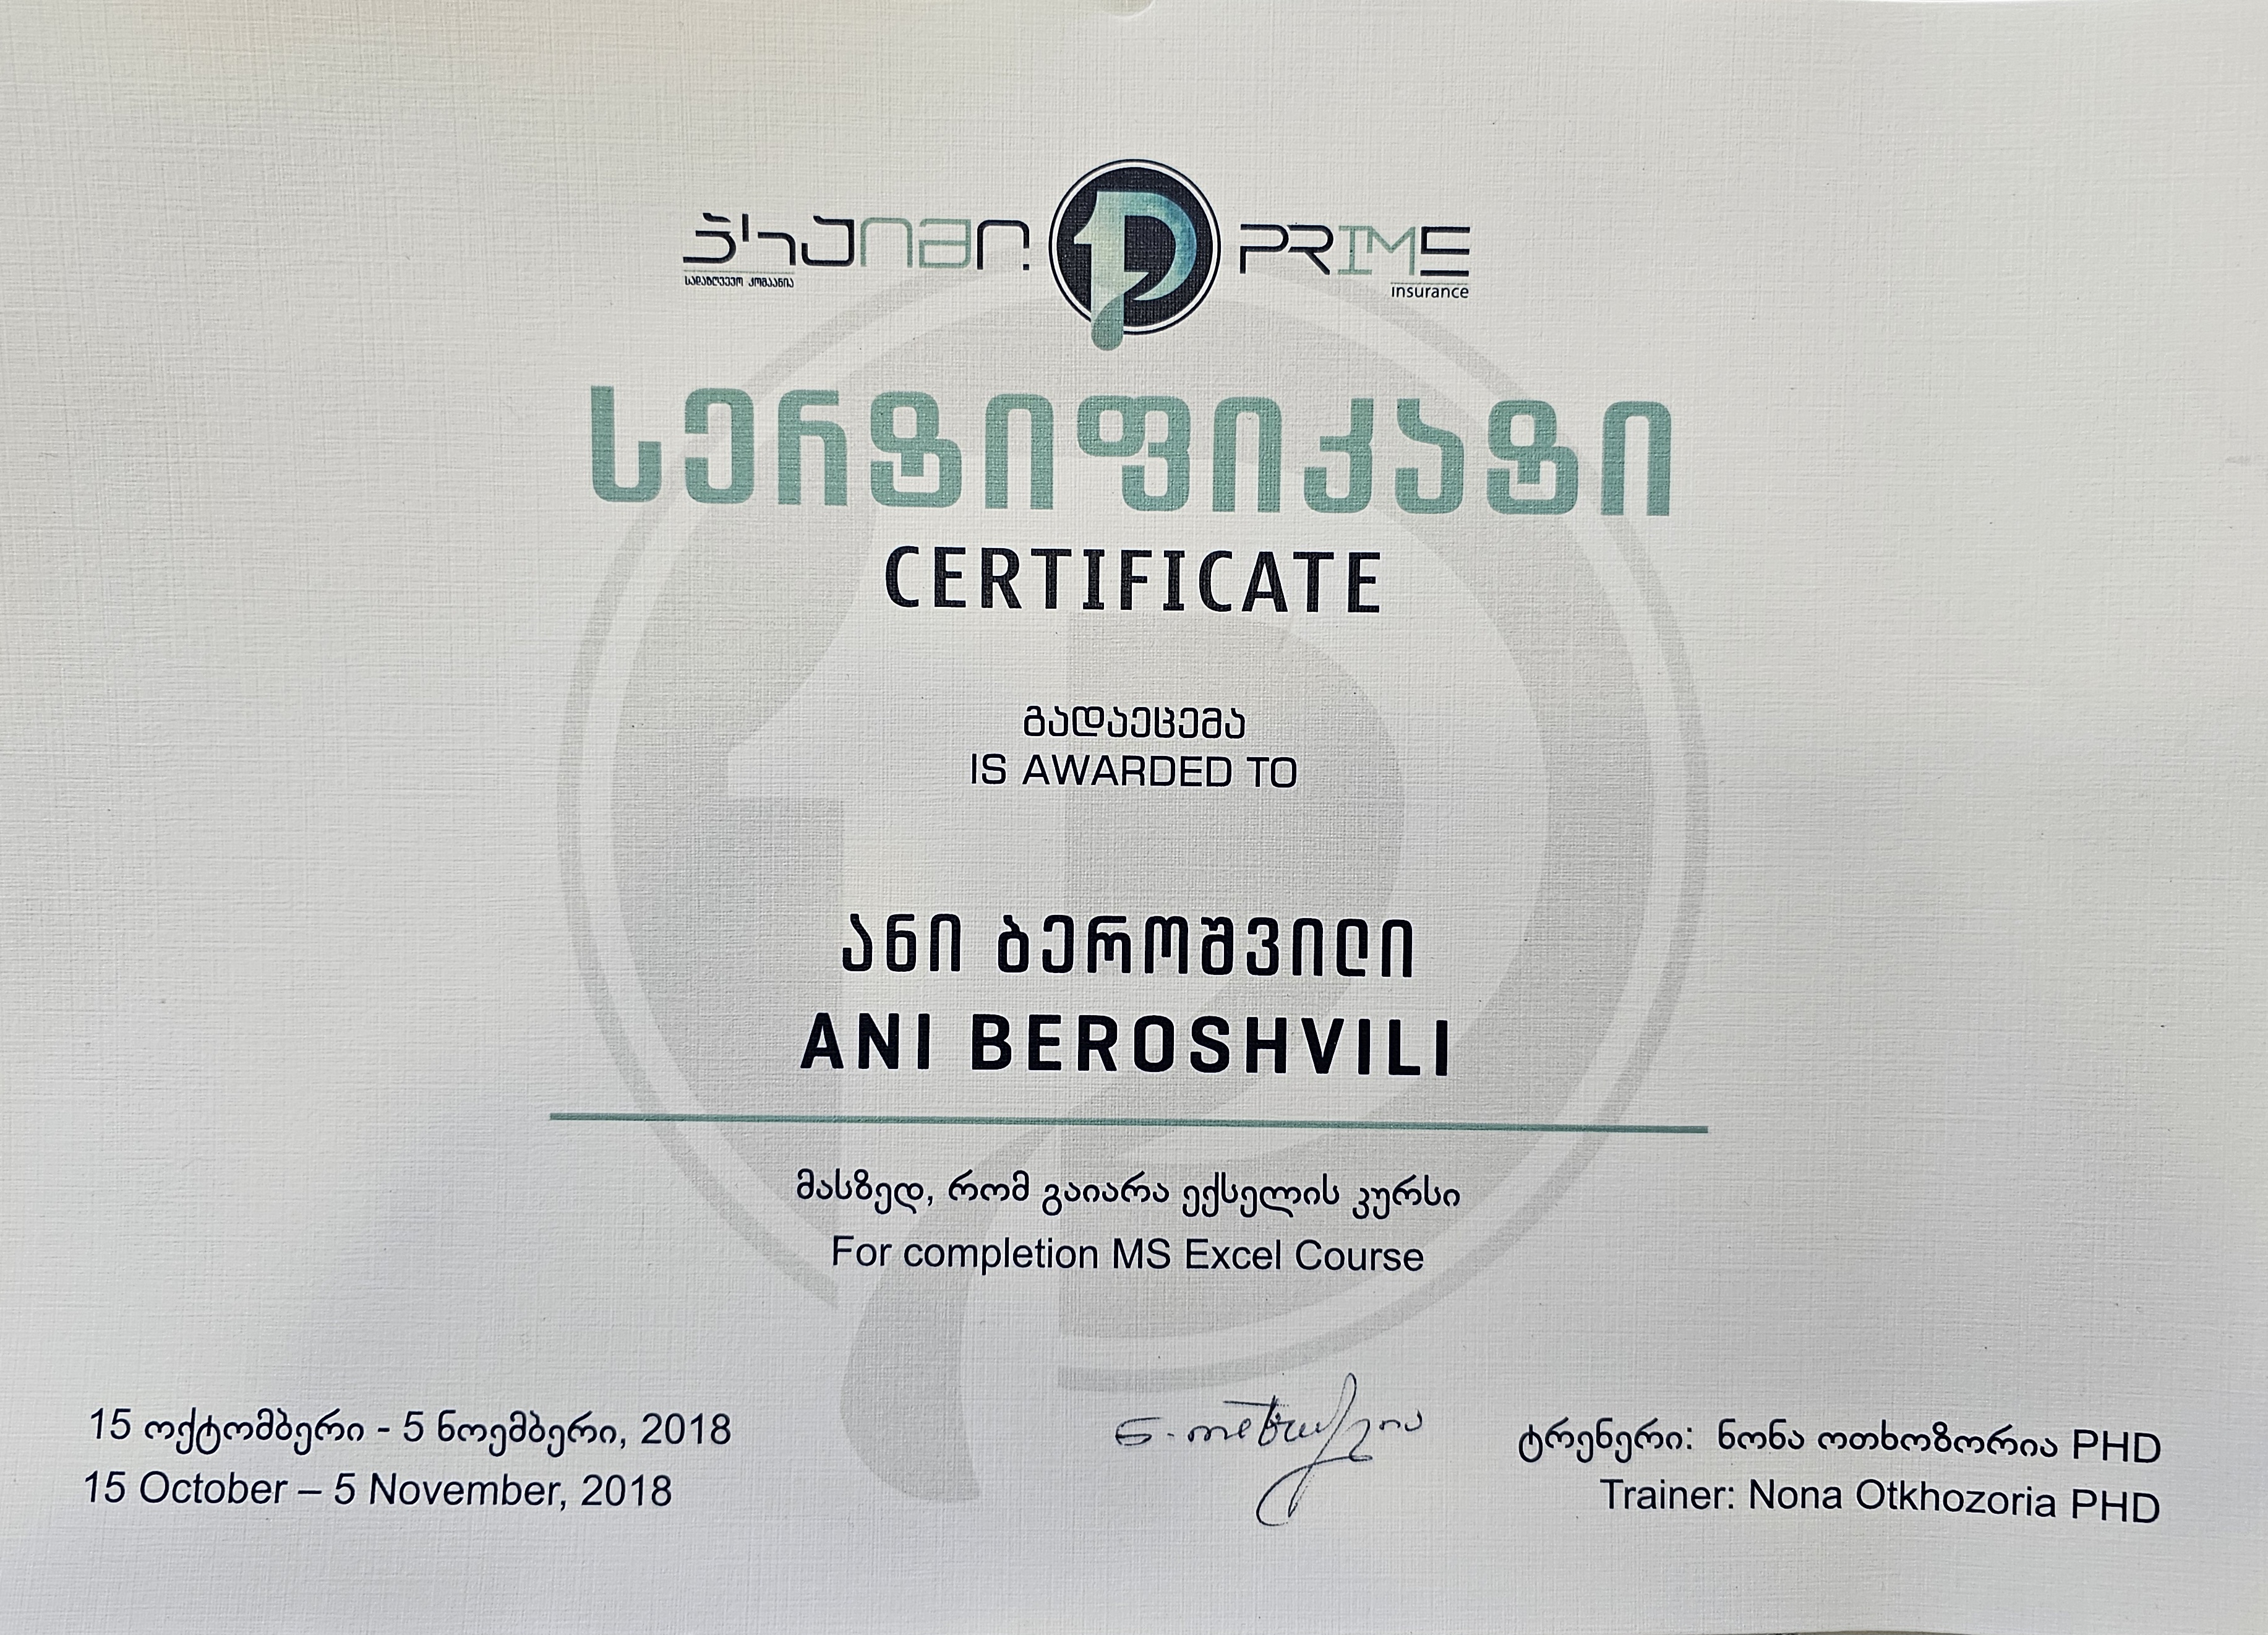 პრაიმი
სადაზღვევო კომპანია
PRIME
insurance
სერტიფიკატი
CERTIFICATE
გადაეცემა
IS AWARDED TO
ანი ბეროშვილი
ANI BEROSHVILI
მასზედ, რომ გაიარა ექსელის კურსი
For completion MS Excel Course
15 ოქტომბერი - 5 ნოემბერი, 2018
15 October – 5 November, 2018
ტრენერი: ნონა ოთხოზორია PHD
Trainer: Nona Otkhozoria PHD